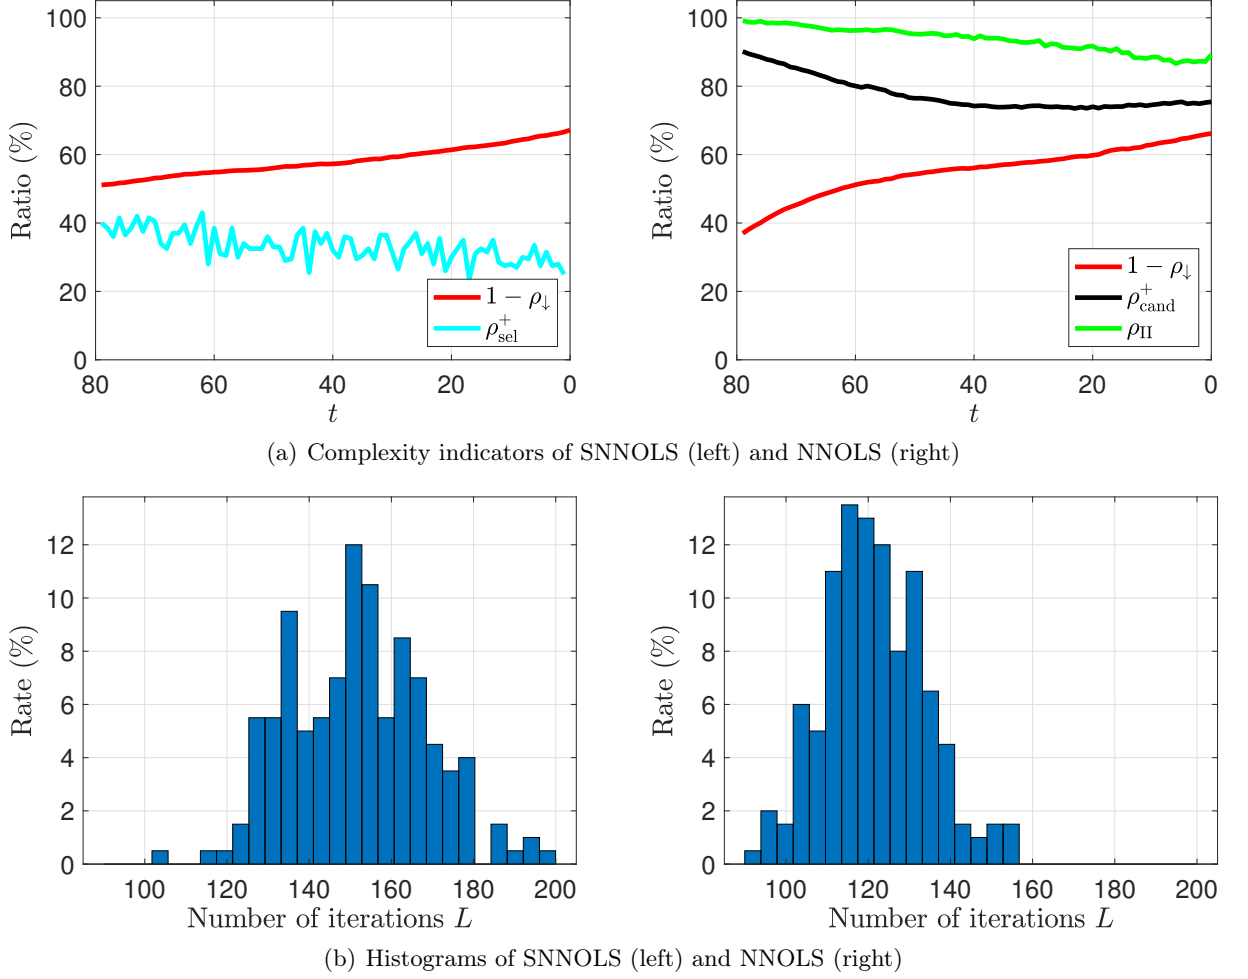 100
80
60
40
20
0
Ratio (%)
80 60 40 20 0
t
1 − ρ↓
ρ+sel
100
80
60
40
20
0
Ratio (%)
80 60 40 20 0
t
1 − ρ↓
ρ+cand
ρII
(a) Complexity indicators of SNNOLS (left) and NNOLS (right)
12
10
8
6
4
2
0
Rate (%)
100 120 140 160 180 200
Number of iterations L
12
10
8
6
4
2
0
Rate (%)
100 120 140 160 180 200
Number of iterations L
(b) Histograms of SNNOLS (left) and NNOLS (right)